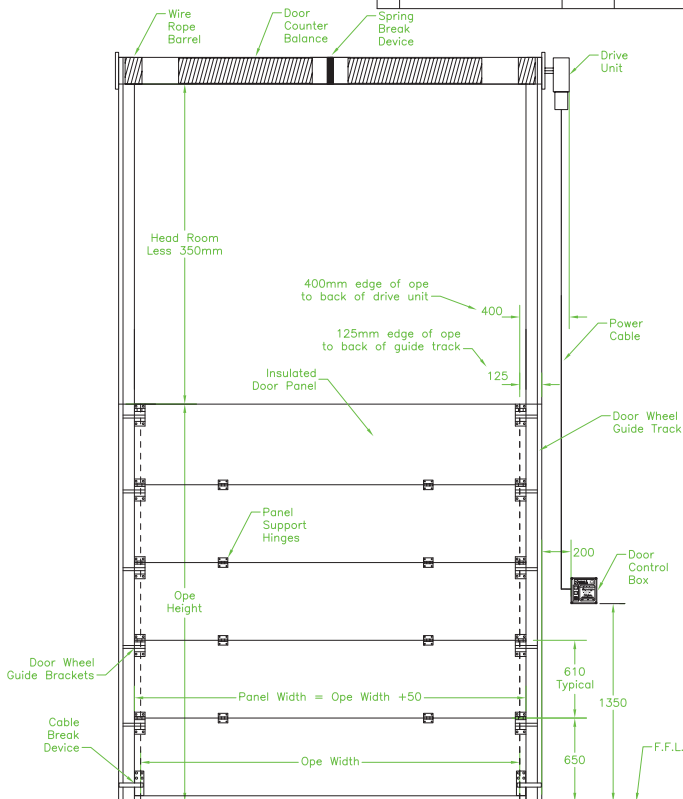 Wire
Rope
Barrel
Door
Counter
Balance
Spring
Break
Device
Drive
Unit
Head Room
Less 350mm
400mm edge of ope
to back of drive unit
400
125mm edge of ope
to back of guide track
125
Power
Cable
Insulated
Door Panel
Door Wheel
Guide Track
Panel
Support
Hinges
200
Door
Control
Box
Ope
Height
Door Wheel
Guide Brackets
610
Typical
Panel Width = Ope Width +50
1350
Cable
Break
Device
Ope Width
650
F.F.L.